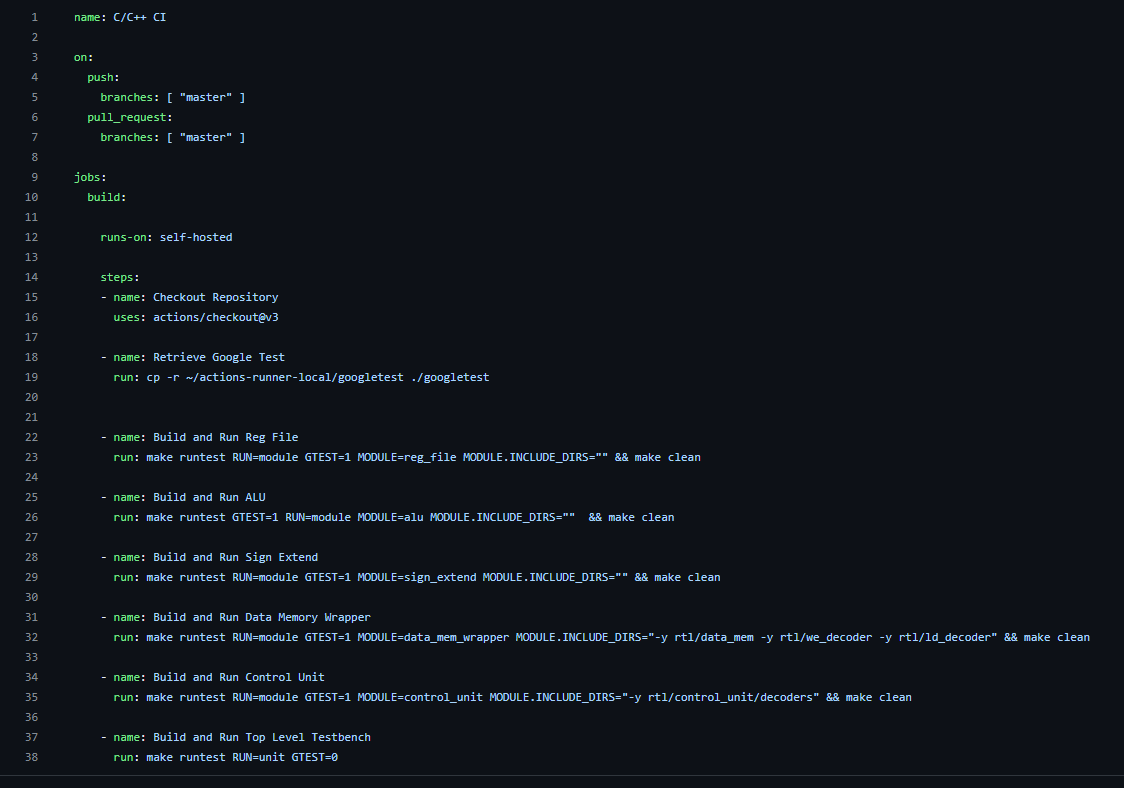 1 name: C/C++ CI
2
3 on:
4   push:
5     branches: [ "master" ]
6   pull_request:
7     branches: [ "master" ]
8
9 jobs:
10   build:
11
12     runs-on: self-hosted
13
14     steps:
15     - name: Checkout Repository
16       uses: actions/checkout@v3
17
18     - name: Retrieve Google Test
19       run: cp -r ~/actions-runner-local/googletest ./googletest
20
21
22     - name: Build and Run Reg File
23       run: make runtest RUN=module GTEST=1 MODULE=reg_file MODULE.INCLUDE_DIRS="" && make clean
24
25     - name: Build and Run ALU
26       run: make runtest GTEST=1 RUN=module MODULE=alu MODULE.INCLUDE_DIRS=""  && make clean
27
28     - name: Build and Run Sign Extend
29       run: make runtest RUN=module GTEST=1 MODULE=sign_extend MODULE.INCLUDE_DIRS="" && make clean
30
31     - name: Build and Run Data Memory Wrapper
32       run: make runtest RUN=module GTEST=1 MODULE=data_mem_wrapper MODULE.INCLUDE_DIRS="-y rtl/data_mem -y rtl/we_decoder -y rtl/ld_decoder" && make clean
33
34     - name: Build and Run Control Unit
35       run: make runtest RUN=module GTEST=1 MODULE=control_unit MODULE.INCLUDE_DIRS="-y rtl/control_unit/decoders" && make clean
36
37     - name: Build and Run Top Level Testbench
38       run: make runtest RUN=unit GTEST=0